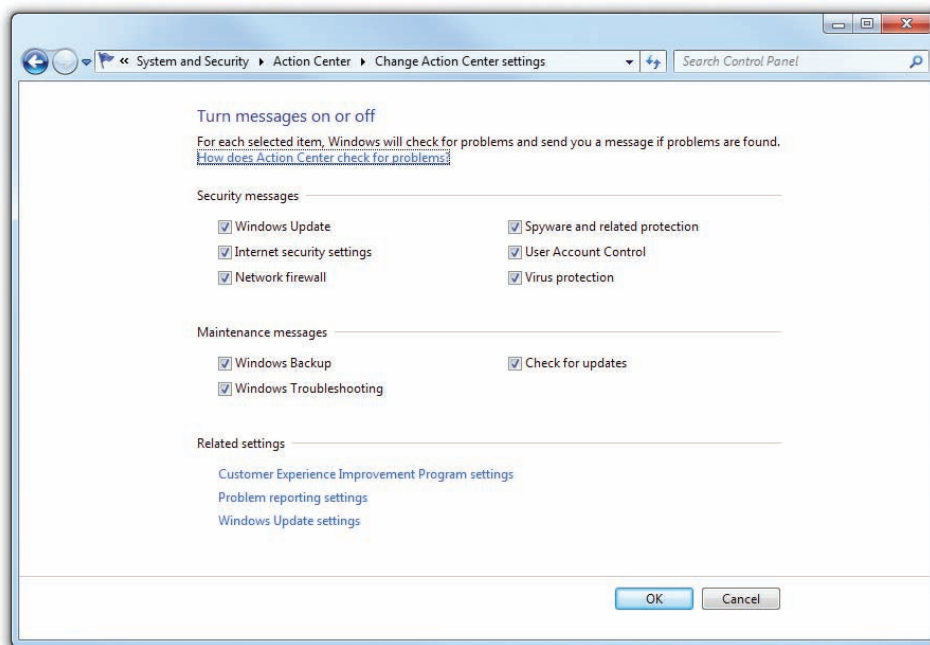 « System and Security ▸ Action Center ▸ Change Action Center settings
Search Control Panel
Turn messages on or off
For each selected item, Windows will check for problems and send you a message if problems are found.
How does Action Center check for problems?
Security messages
Windows Update
Spyware and related protection
Internet security settings
User Account Control
Network firewall
Virus protection
Maintenance messages
Windows Backup
Check for updates
Windows Troubleshooting
Related settings
Customer Experience Improvement Program settings
Problem reporting settings
Windows Update settings
OK
Cancel